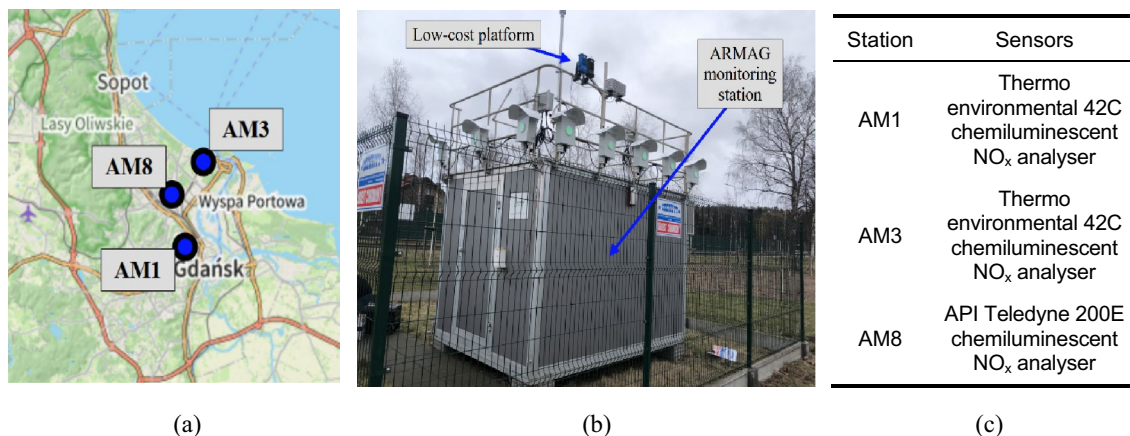 Sopot
Lasy Oliwskie
AM3
AM8
Wyspa Portowa
AM1
Gdańsk
(a)
Low-cost platform
ARMAG
monitoring
station
(b)
Station Sensors
AM1
Thermo
environmental 42C
chemiluminescent
NOₓ analyser
AM3
Thermo
environmental 42C
chemiluminescent
NOₓ analyser
AM8
API Teledyne 200E
chemiluminescent
NOₓ analyser
(c)